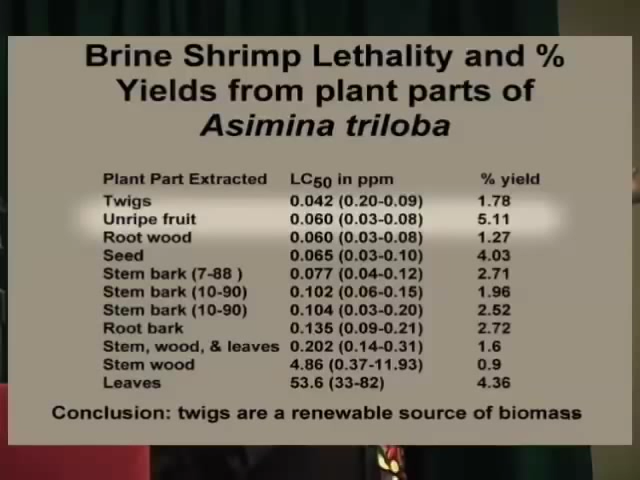 Brine Shrimp Lethality and %
Yields from plant parts of
Asimina triloba
Plant Part Extracted LC50 in ppm % yield
Twigs 0.042 (0.20-0.09) 1.78
Unripe fruit 0.060 (0.03-0.08) 5.11
Root wood 0.060 (0.03-0.08) 1.27
Seed 0.065 (0.03-0.10) 4.03
Stem bark (7-88 ) 0.077 (0.04-0.12) 2.71
Stem bark (10-90) 0.102 (0.06-0.15) 1.96
Stem bark (10-90) 0.104 (0.03-0.20) 2.52
Root bark 0.135 (0.09-0.21) 2.72
Stem, wood, & leaves 0.202 (0.14-0.31) 1.6
Stem wood 4.86 (0.37-11.93) 0.9
Leaves 53.6 (33-82) 4.36
Conclusion: twigs are a renewable source of biomass